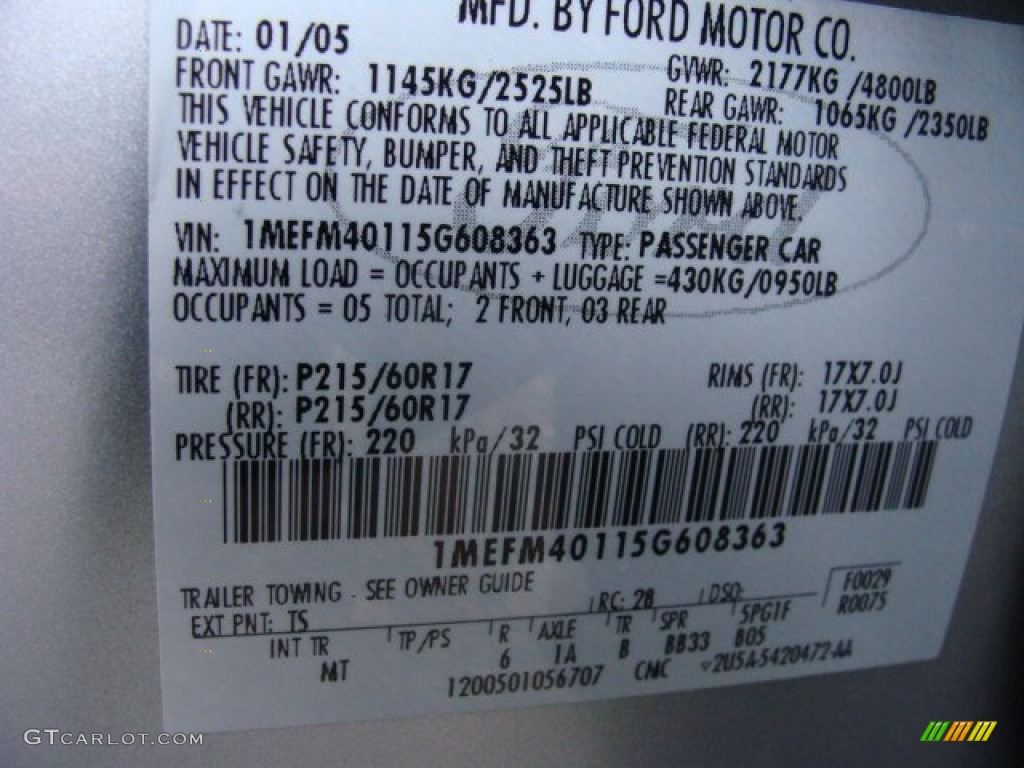 MFD. BY FORD MOTOR CO.
DATE: 01/05
GVWR: 2177KG /4800LB
FRONT GAWR: 1145KG/2525LB
REAR GAWR: 1065KG /2350LB
THIS VEHICLE CONFORMS TO ALL APPLICABLE FEDERAL MOTOR
VEHICLE SAFETY, BUMPER, AND THEFT PREVENTION STANDARDS
IN EFFECT ON THE DATE OF MANUFACTURE SHOWN ABOVE.
VIN: 1MEFM40115G608363 TYPE: PASSENGER CAR
MAXIMUM LOAD = OCCUPANTS + LUGGAGE =430KG/0950LB
OCCUPANTS = 05 TOTAL; 2 FRONT, 03 REAR
TIRE (FR): P215/60R17 RIMS (FR): 17X7.0J
(RR): P215/60R17 (RR): 17X7.0J
PRESSURE (FR): 220 kPa/32 PSI COLD (RR): 220 kPa/32 PSI COLD
1MEFM40115G608363
TRAILER TOWING - SEE OWNER GUIDE
F0029
EXT PNT: TS RC: 28 DSO: R0075
INT TR TP/PS R AXLE TR SPR SPGIF
MT 6 1A B BB33 B05
1200501056707 CMC 2U5A-5420472-AA
GTCARLOT.COM